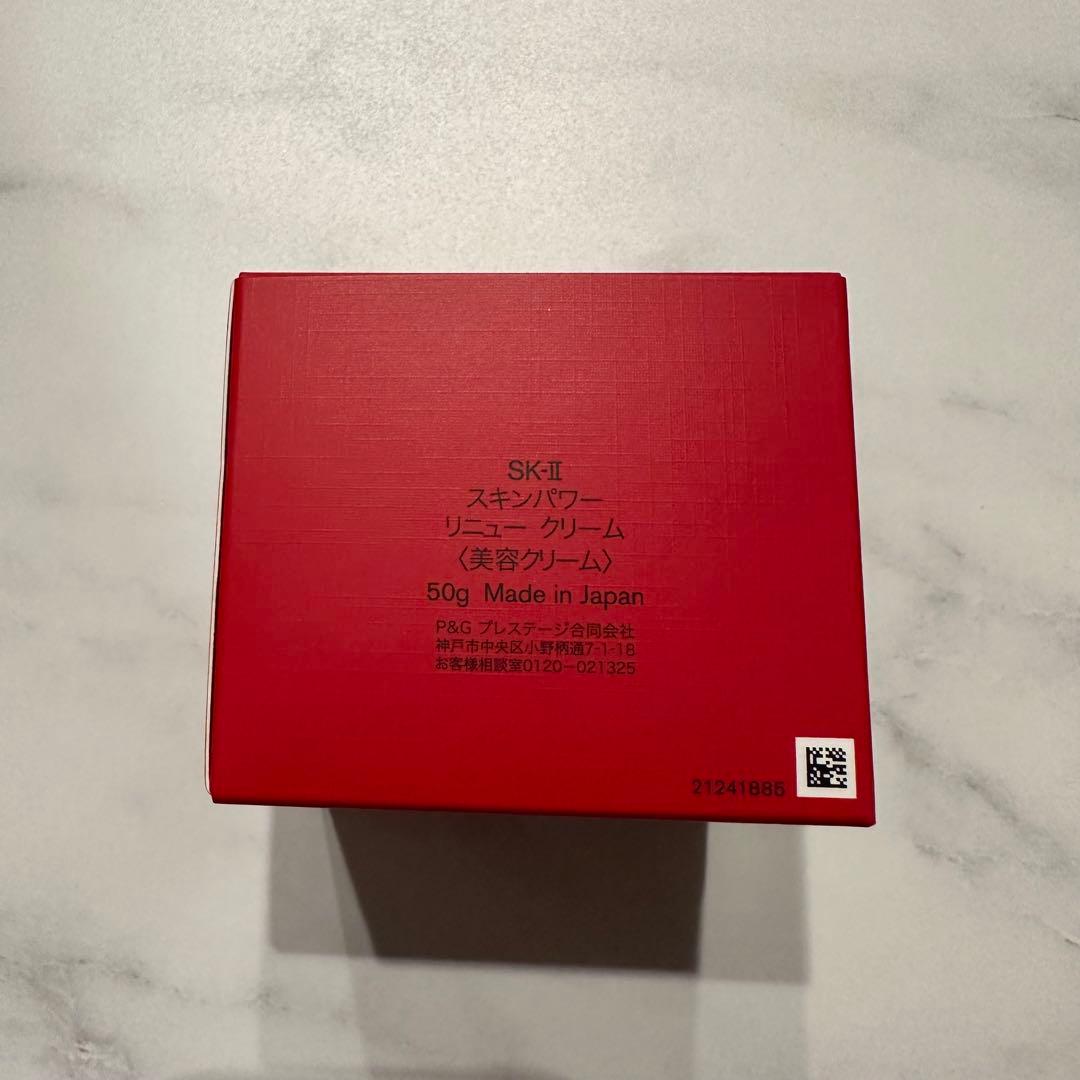 SK-Ⅱ
スキンパワー
リニュー クリーム
〈美容クリーム〉
50g Made in Japan
P&G プレステージ合同会社
神戸市中央区小野柄通7-1-18
お客様相談室0120-021325
21241885